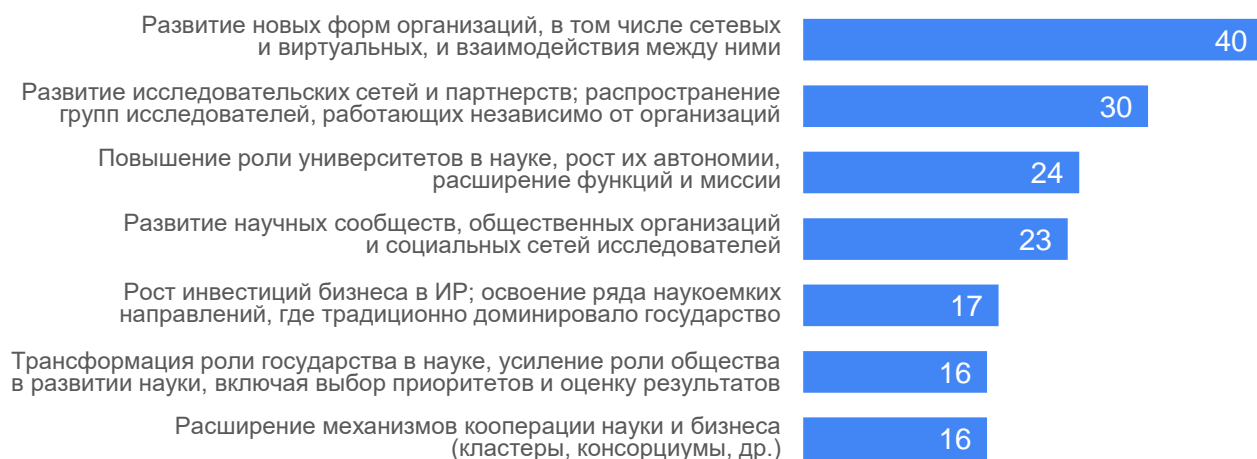 Развитие новых форм организаций, в том числе сетевых
и виртуальных, и взаимодействия между ними
40
Развитие исследовательских сетей и партнерств; распространение
групп исследователей, работающих независимо от организаций
30
Повышение роли университетов в науке, рост их автономии,
расширение функций и миссии
24
Развитие научных сообществ, общественных организаций
и социальных сетей исследователей
23
Рост инвестиций бизнеса в ИР; освоение ряда наукоемких
направлений, где традиционно доминировало государство
17
Трансформация роли государства в науке, усиление роли общества
в развитии науки, включая выбор приоритетов и оценку результатов
16
Расширение механизмов кооперации науки и бизнеса
(кластеры, консорциумы, др.)
16